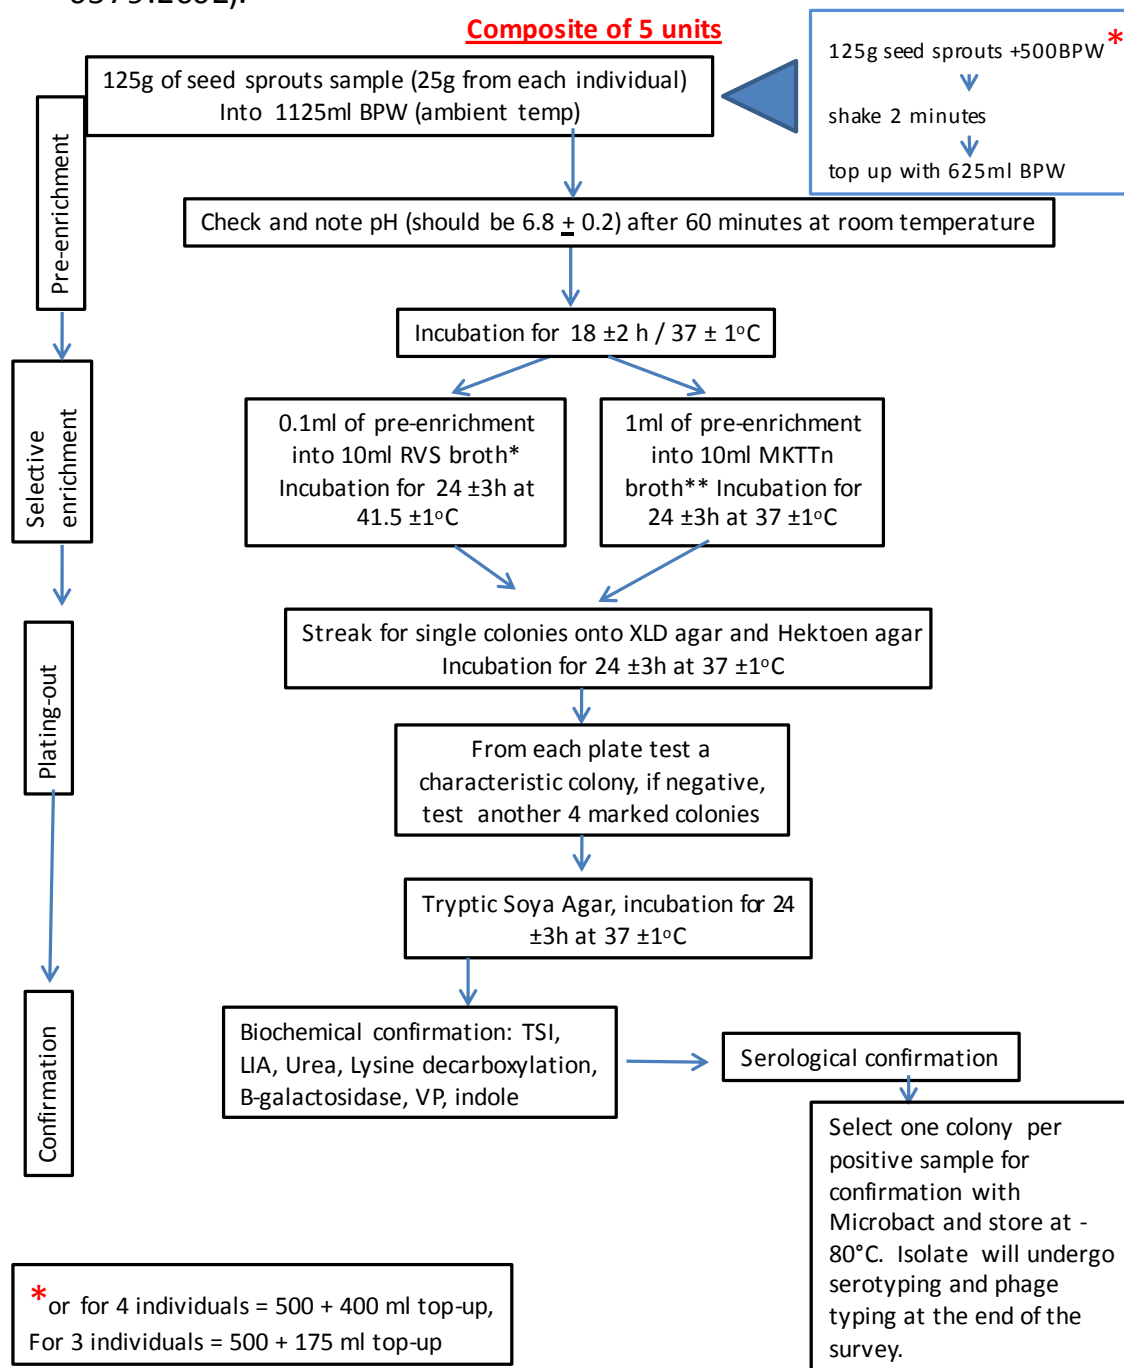 0579:2002).
Composite of 5 units
125g of seed sprouts sample (25g from each individual)
Into 1125ml BPW (ambient temp)
125g seed sprouts +500BPW*
shake 2 minutes
top up with 625ml BPW
Pre-enrichment
Check and note pH (should be 6.8 ± 0.2) after 60 minutes at room temperature
Incubation for 18 ±2 h / 37 ± 1ºC
Selective
enrichment
0.1ml of pre-enrichment
into 10ml RVS broth*
Incubation for 24 ±3h at
41.5 ±1ºC
1ml of pre-enrichment
into 10ml MKTTn
broth** Incubation for
24 ±3h at 37 ±1ºC
Plating-out
Streak for single colonies onto XLD agar and Hektoen agar
Incubation for 24 ±3h at 37 ±1ºC
From each plate test a
characteristic colony, if negative,
test another 4 marked colonies
Tryptic Soya Agar, incubation for 24
±3h at 37 ±1ºC
Confirmation
Biochemical confirmation: TSI,
LIA, Urea, Lysine decarboxylation,
B-galactosidase, VP, indole
Serological confirmation
Select one colony per
positive sample for
confirmation with
Microbact and store at -
80°C. Isolate will undergo
serotyping and phage
typing at the end of the
survey.
*or for 4 individuals = 500 + 400 ml top-up,
For 3 individuals = 500 + 175 ml top-up